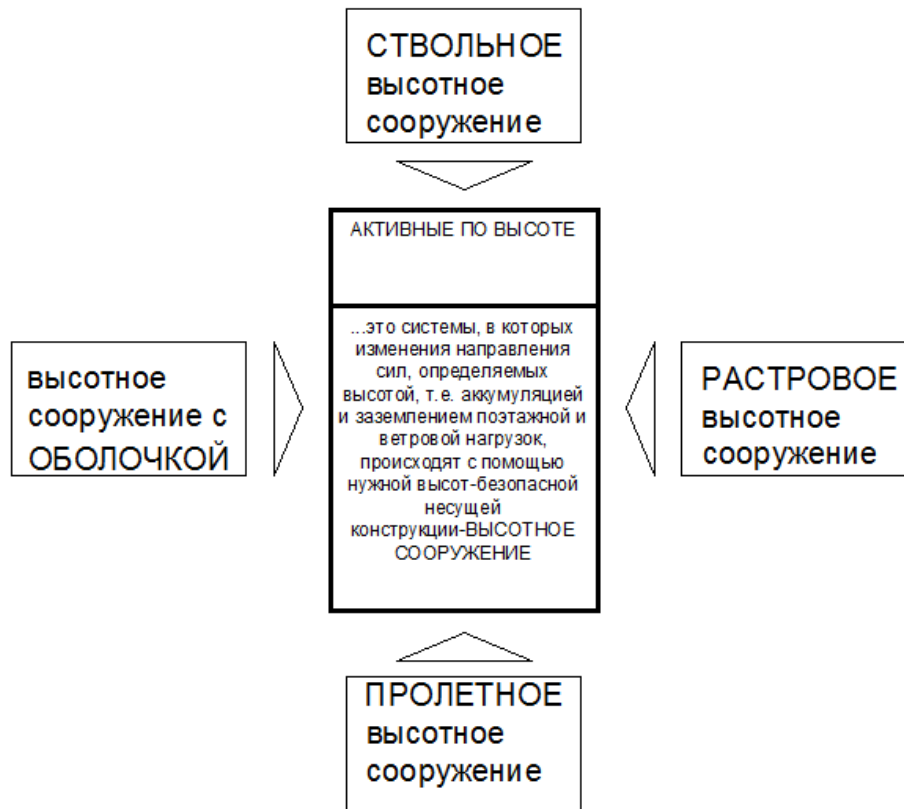 СТВОЛЬНОЕ
высотное
сооружение
АКТИВНЫЕ ПО ВЫСОТЕ
...это системы, в которых
изменения направления
сил, определяемых
высотой, т.е. аккумуляцией
и заземлением поэтажной и
ветровой нагрузок,
происходят с помощью
нужной высот-безопасной
несущей
конструкции-ВЫСОТНОЕ
СООРУЖЕНИЕ
высотное
сооружение с
ОБОЛОЧКОЙ
РАСТРОВОЕ
высотное
сооружение
ПРОЛЕТНОЕ
высотное
сооружение